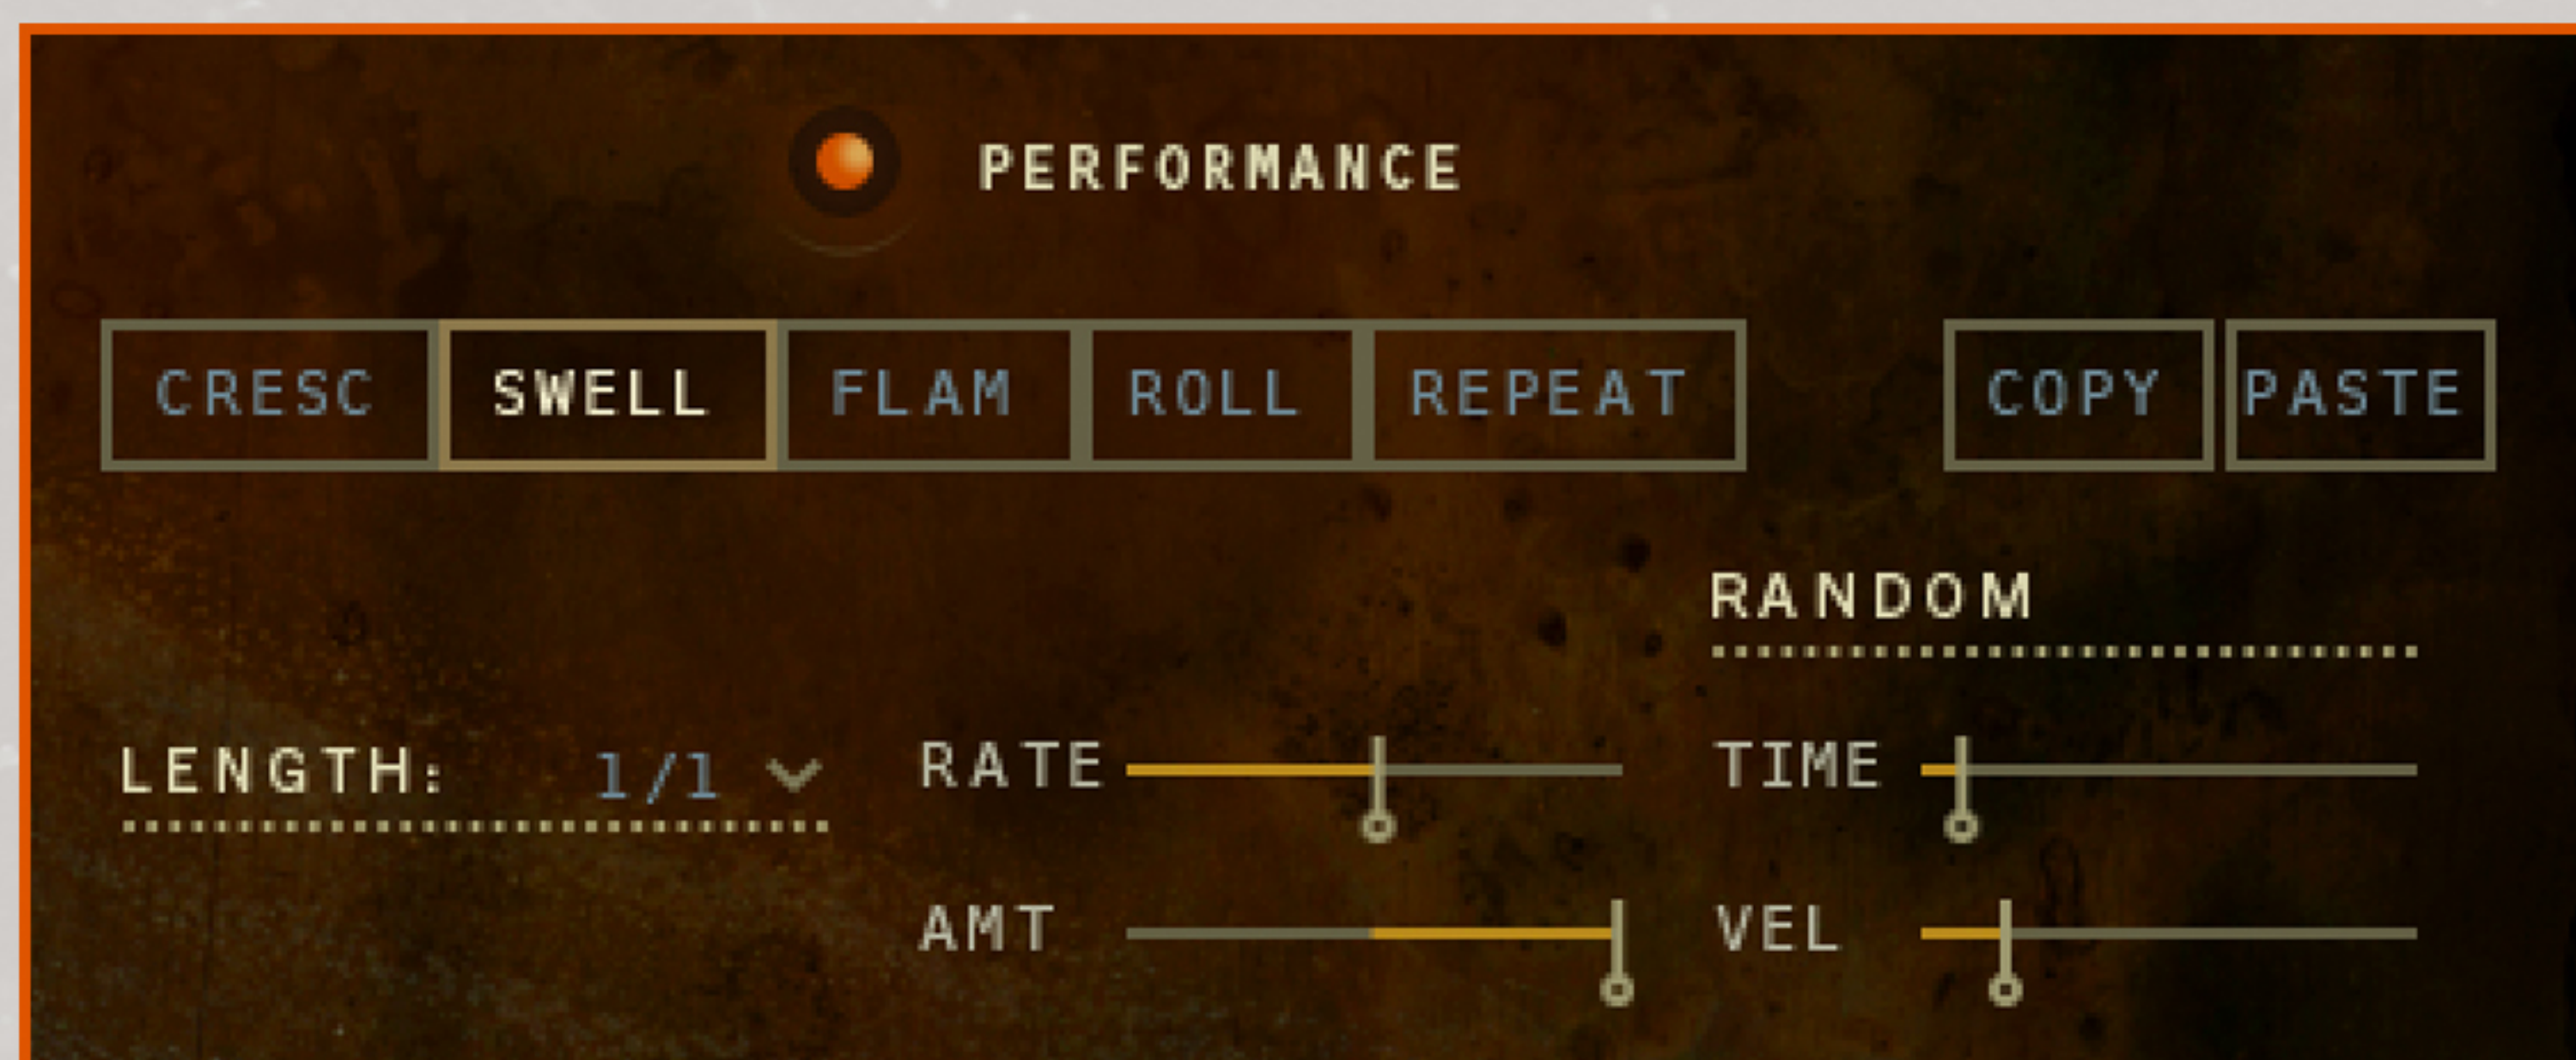 PERFORMANCE
CRESC SWELL FLAM ROLL REPEAT COPY PASTE
RANDOM
LENGTH: 1/1 RATE TIME
AMT VEL